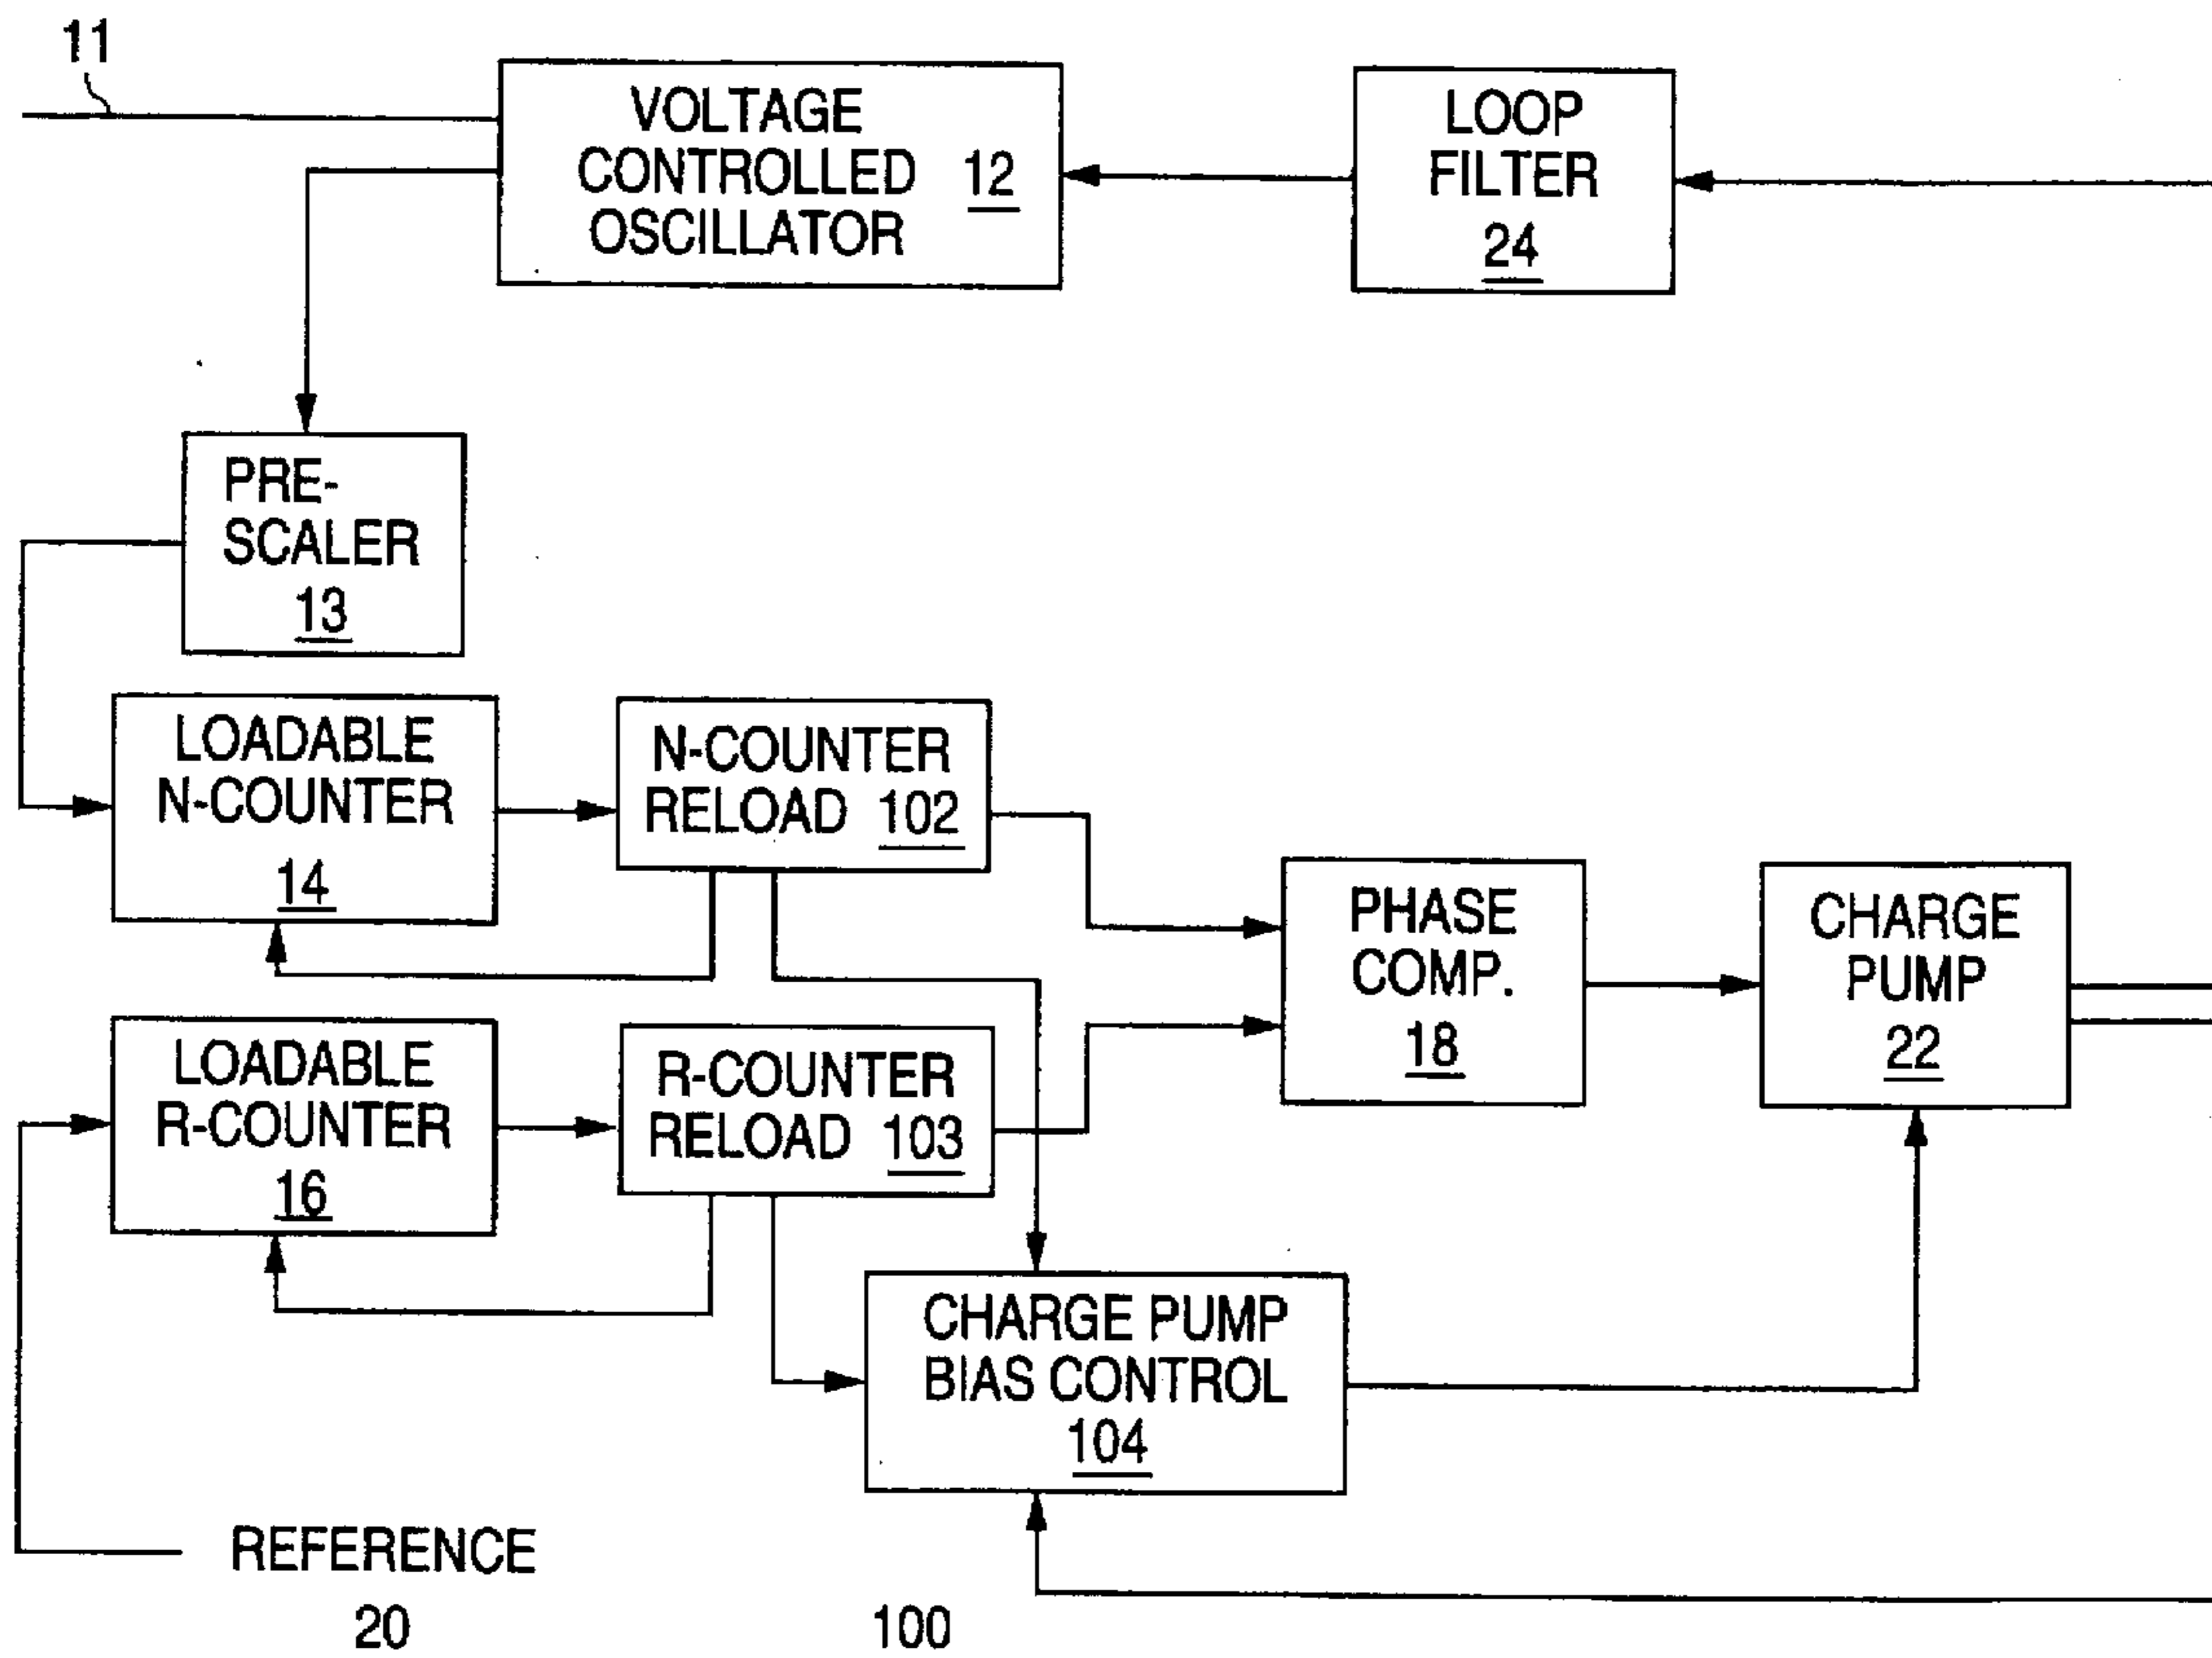 11
VOLTAGE
CONTROLLED 12
OSCILLATOR
LOOP
FILTER
24
PRE-
SCALER
13
LOADABLE
N-COUNTER
14
N-COUNTER
RELOAD 102
PHASE
COMP.
18
CHARGE
PUMP
22
LOADABLE
R-COUNTER
16
R-COUNTER
RELOAD 103
CHARGE PUMP
BIAS CONTROL
104
REFERENCE
20
100